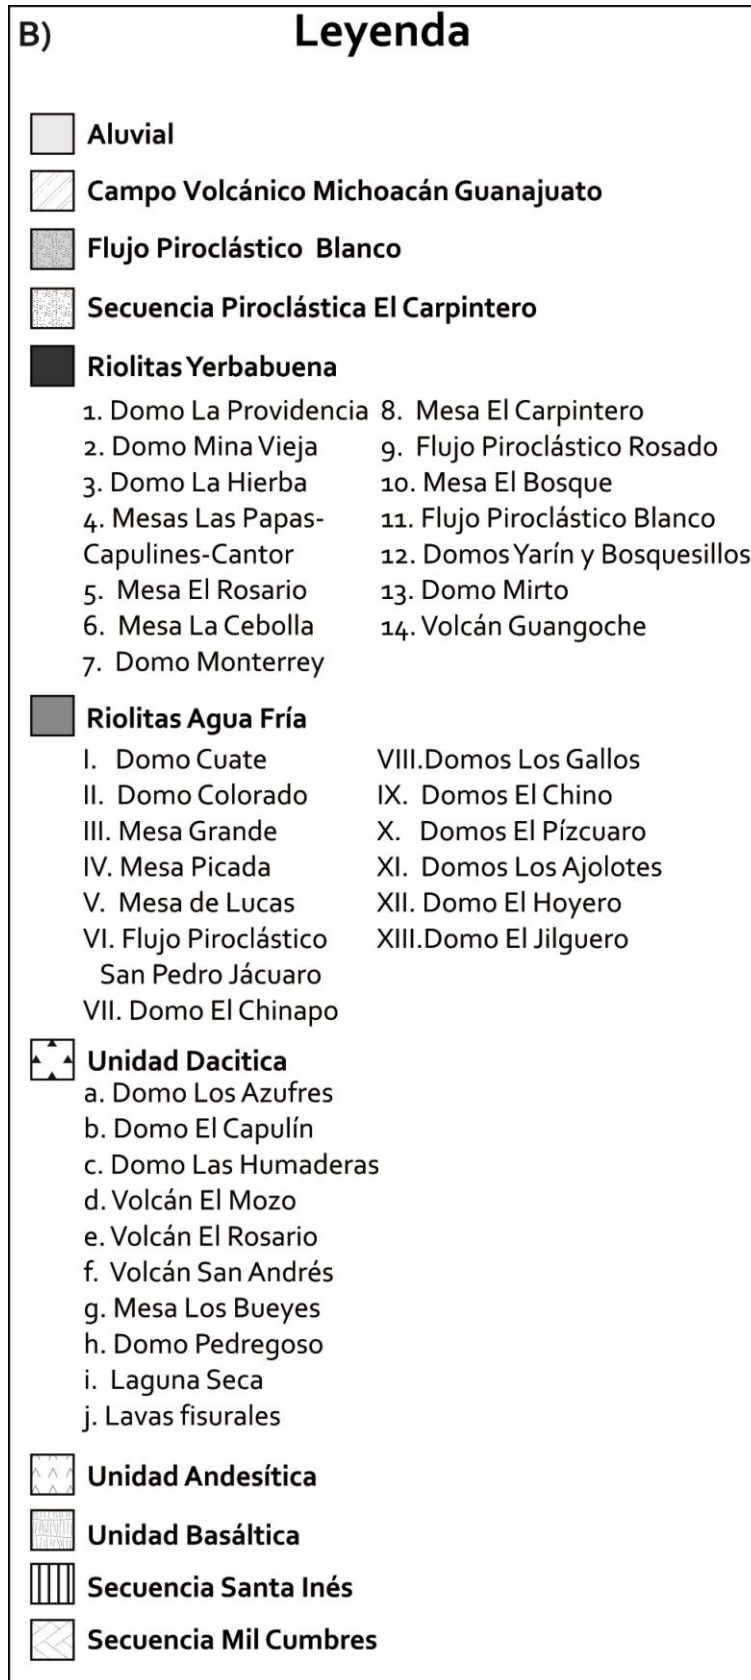 B) Leyenda
Aluvial
Campo Volcánico Michoacán Guanajuato
Flujo Piroclástico Blanco
Secuencia Piroclástica El Carpintero
Riolitas Yerbabuena
1. Domo La Providencia
2. Domo Mina Vieja
3. Domo La Hierba
4. Mesas Las Papas-
Capulines-Cantor
5. Mesa El Rosario
6. Mesa La Cebolla
7. Domo Monterrey
8. Mesa El Carpintero
9. Flujo Piroclástico Rosado
10. Mesa El Bosque
11. Flujo Piroclástico Blanco
12. Domos Yarín y Bosquesillos
13. Domo Mirto
14. Volcán Guangoche
Riolitas Agua Fría
I. Domo Cuate
II. Domo Colorado
III. Mesa Grande
IV. Mesa Picada
V. Mesa de Lucas
VI. Flujo Piroclástico
San Pedro Jácuaro
VII. Domo El Chinapo
VIII.Domos Los Gallos
IX. Domos El Chino
X. Domos El Pízcuaro
XI. Domos Los Ajolotes
XII. Domo El Hoyero
XIII.Domo El Jilguero
Unidad Dacitica
a. Domo Los Azufres
b. Domo El Capulín
c. Domo Las Humaderas
d. Volcán El Mozo
e. Volcán El Rosario
f. Volcán San Andrés
g. Mesa Los Bueyes
h. Domo Pedregoso
i. Laguna Seca
j. Lavas fisurales
Unidad Andesítica
Unidad Basáltica
Secuencia Santa Inés
Secuencia Mil Cumbres